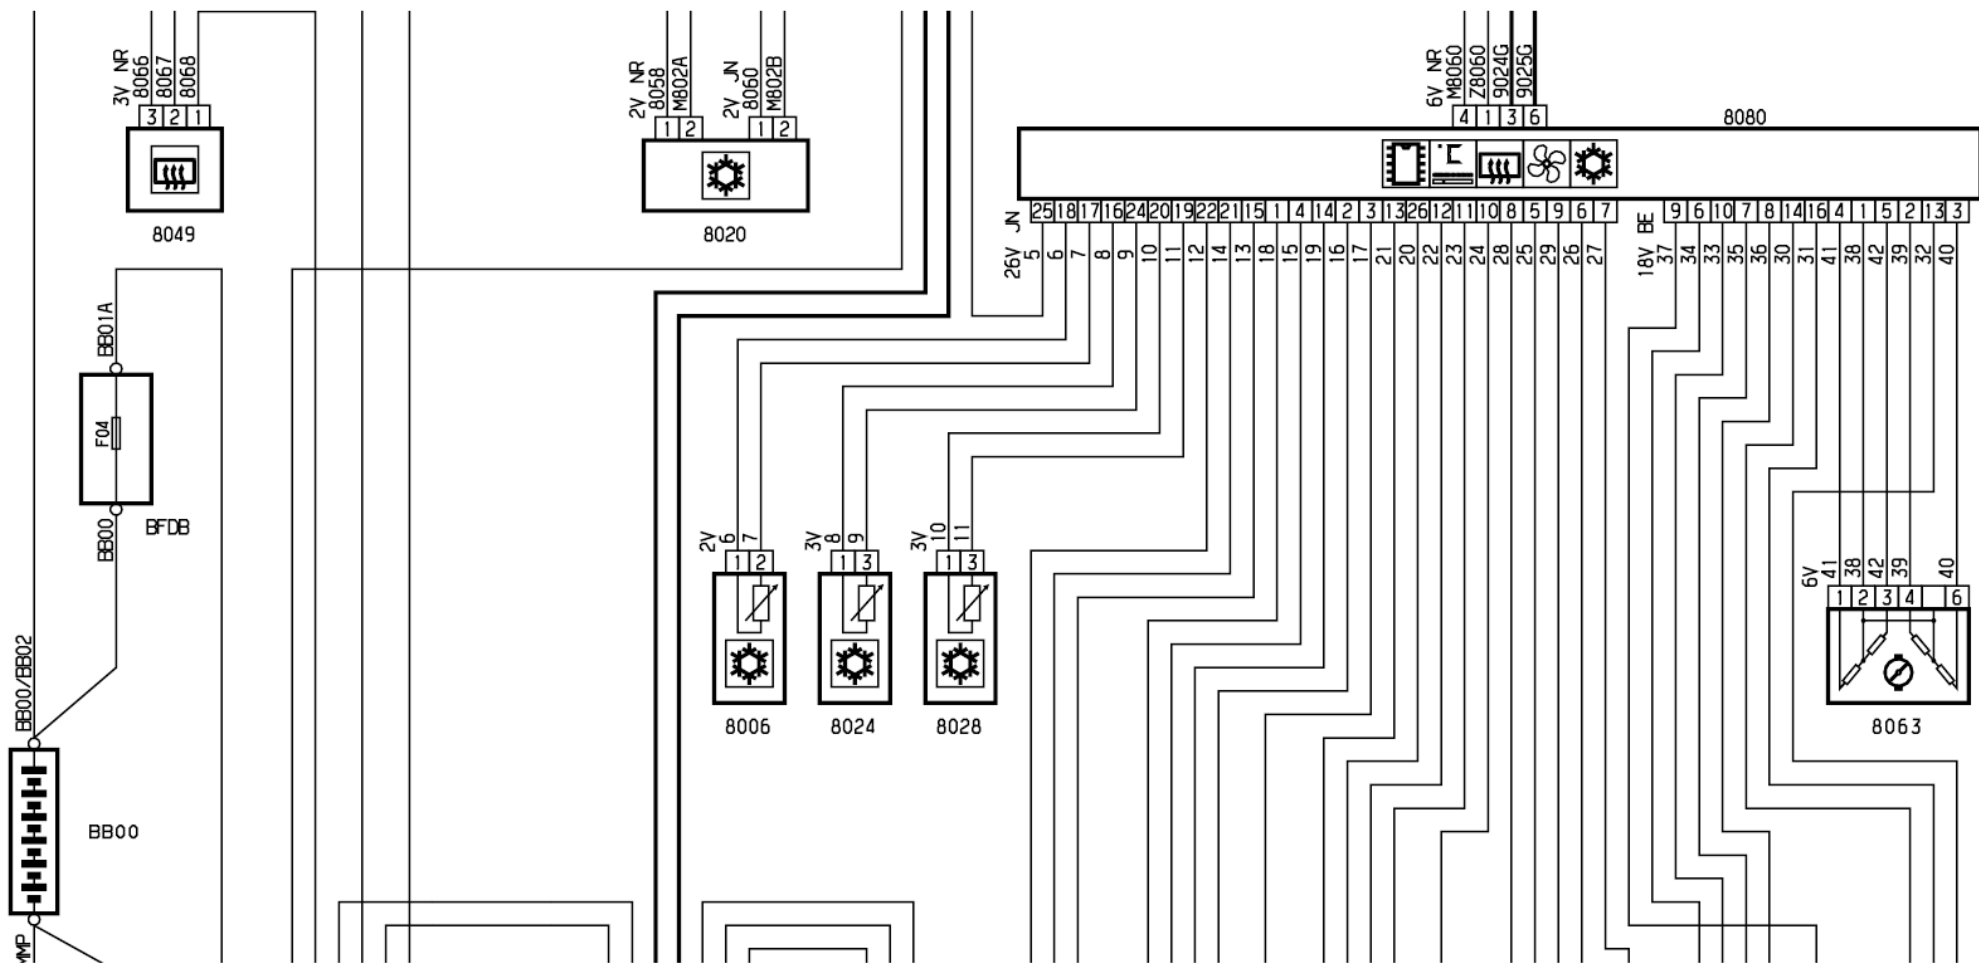 3V NR
8066
8067
8068
3 2 1
8049
2V NR
8058
M802A
2V JN
8060
M802B
1 2 1 2
8020
6V NR
M8060
Z8060
9024G
9025G
4 1 3 6
8080
°C
26V JN
25 18 17 16 24 20 19 22 21 15 1 4 14 2 3 13 26 12 11 10 8 5 9 6 7
5 6 7 8 9 10 11 12 14 13 18 15 19 16 17 21 20 22 23 24 28 25 29 26 27
18V BE
9 6 10 7 8 14 16 4 1 5 2 13 3
37 34 33 35 36 30 31 41 38 42 39 32 40
BB01A
F04
BB00
BFDB
2V
6 7
1 2
8006
3V
8 9
1 3
8024
3V
10 11
1 3
8028
6V
41 38 42 39 40
1 2 3 4 6
8063
BB00/BB02
BB00
MMP